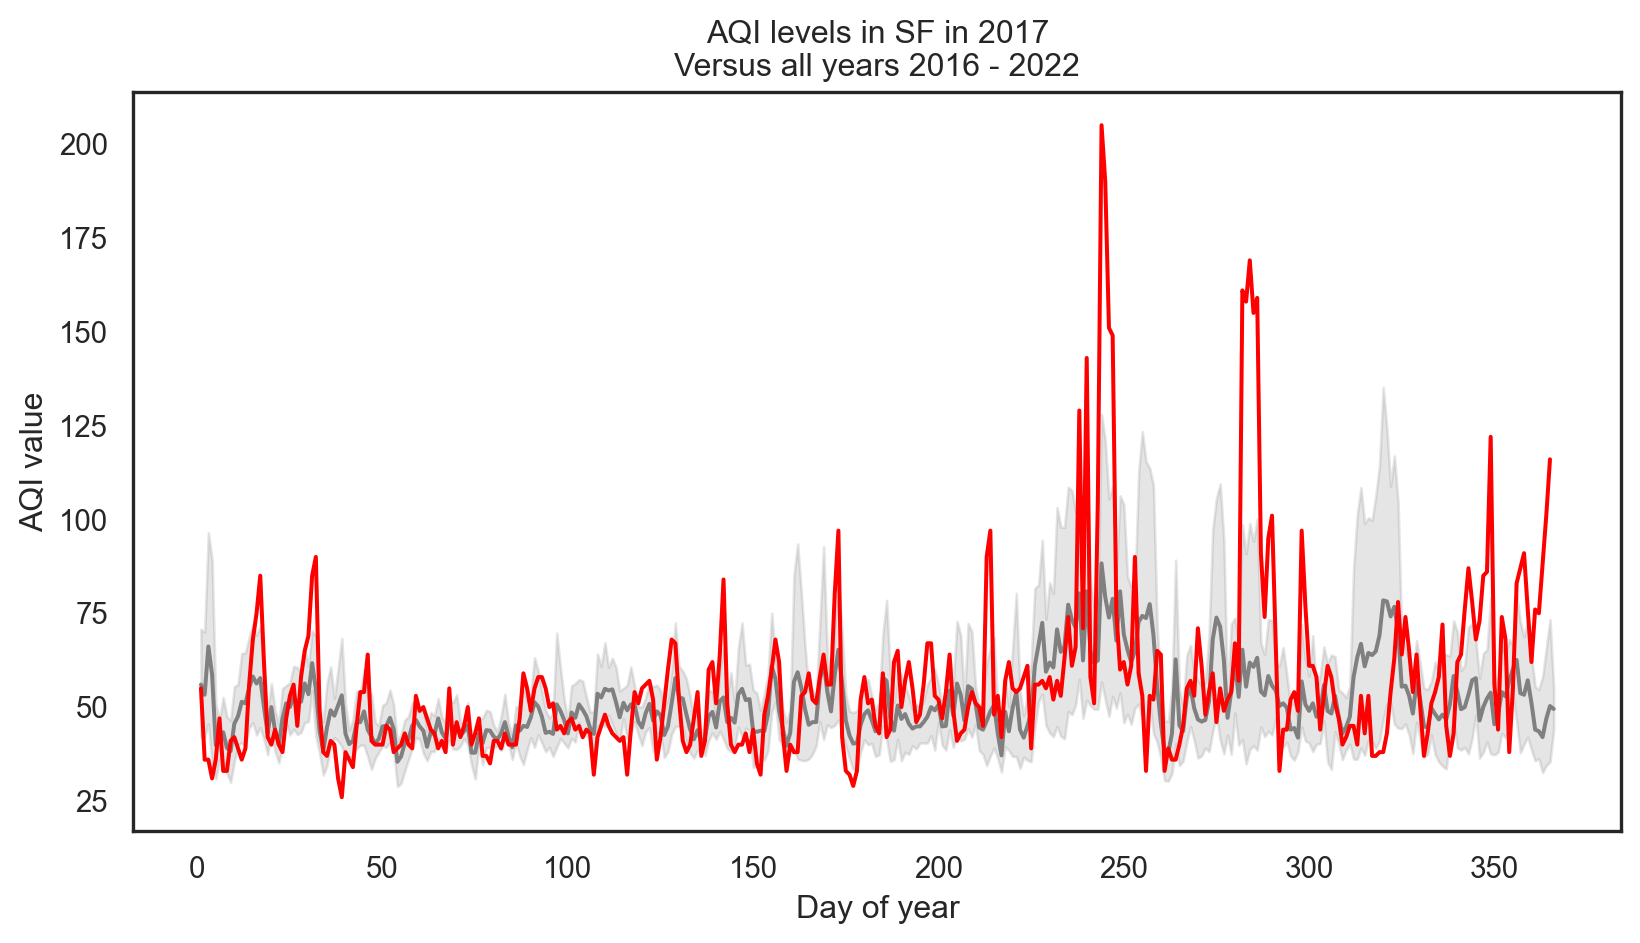 AQI levels in SF in 2017
Versus all years 2016 - 2022
AQI value
200
175
150
125
100
75
50
25
0 50 100 150 200 250 300 350
Day of year